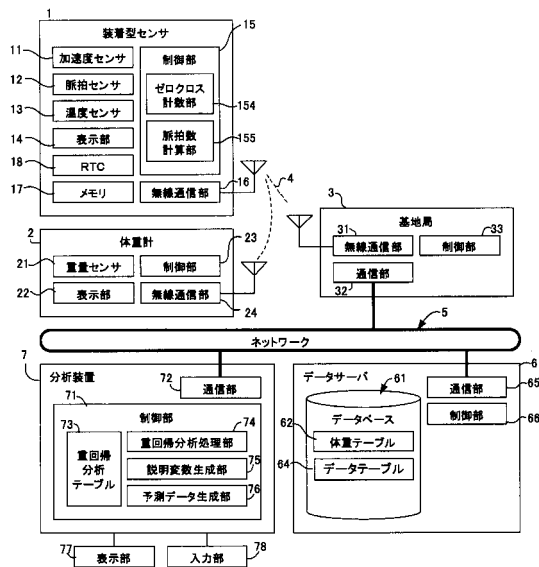 1
装着型センサ
15
11
加速度センサ
制御部
12
脈拍センサ
ゼロクロス
計数部
154
13
温度センサ
14
表示部
脈拍数
計算部
155
18
RTC
17
メモリ
無線通信部
16
4
2
体重計
23
21
重量センサ
制御部
22
表示部
無線通信部
24
3
基地局
31
33
無線通信部
制御部
通信部
32
5
ネットワーク
7
分析装置
72
通信部
71
制御部
73
重回帰
分析
テーブル
74
重回帰分析処理部
75
説明変数生成部
76
予測データ生成部
77
表示部
入力部
78
6
データサーバ
61
データベース
62
体重テーブル
64
データテーブル
通信部
65
制御部
66